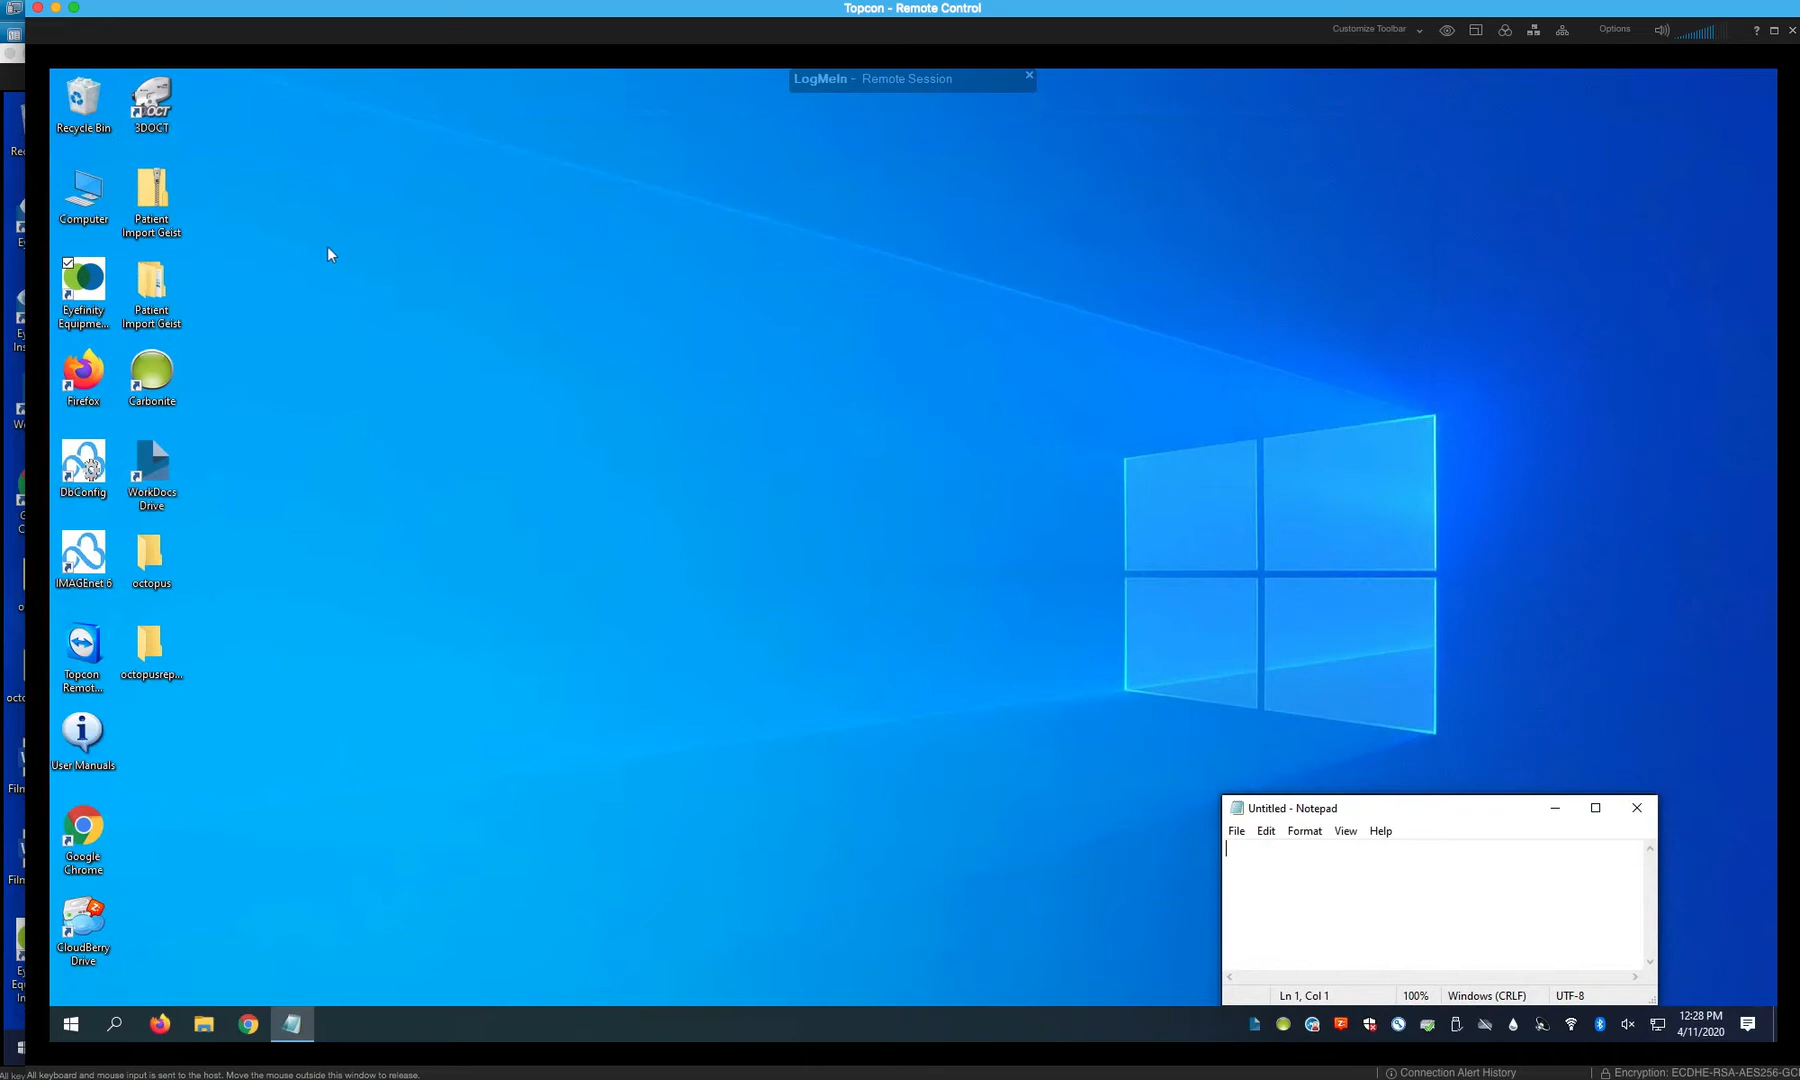 Topcon - Remote Control
Customize Toolbar
Options
?
LogMeIn - Remote Session
Recycle Bin
3DOCT
Computer
Patient
Import Geist
Eyefinity
Equipme...
Patient
Import Geist
Firefox
Carbonite
DbConfig
WorkDocs
Drive
IMAGEnet 6
octopus
Topcon
Remot...
octopusrep...
User Manuals
Google
Chrome
CloudBerry
Drive
Untitled - Notepad
File Edit Format View Help
Ln 1, Col 1
100%
Windows (CRLF)
UTF-8
12:28 PM
4/11/2020
All keyboard and mouse input is sent to the host. Move the mouse outside this window to release.
Connection Alert History
Encryption: ECDHE-RSA-AES256-GC